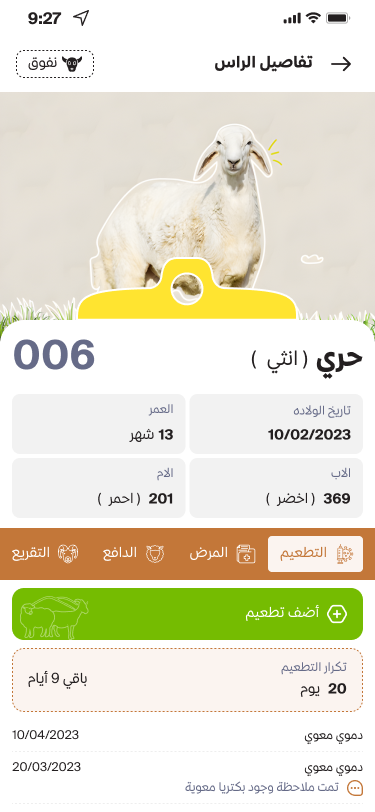 9:27
تفاصيل الراس
نفوق
حري ( انثي )
006
تاريخ الولاده
10/02/2023
العمر
13 شهر
الاب
369 ( اخضر )
الام
201 ( احمر )
التطعيم
المرض
الدافع
التقريع
أضف تطعيم
تكرار التطعيم
20 يوم
باقي 9 أيام
دموي معوي
10/04/2023
دموي معوي
20/03/2023
تمت ملاحظة وجود بكتريا معوية